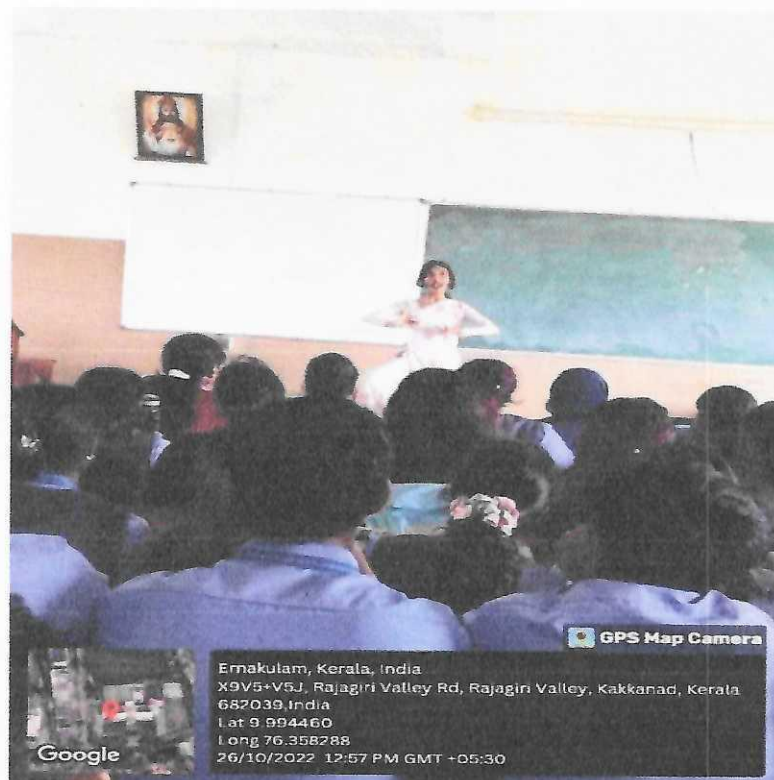 GPS Map Camera
Ernakulam, Kerala, India
X9V5+V5J, Rajagiri Valley Rd, Rajagiri Valley, Kakkanad, Kerala
682039,India
Lat 9.994460
Long 76.358288
26/10/2022 12:57 PM GMT +05:30
Google